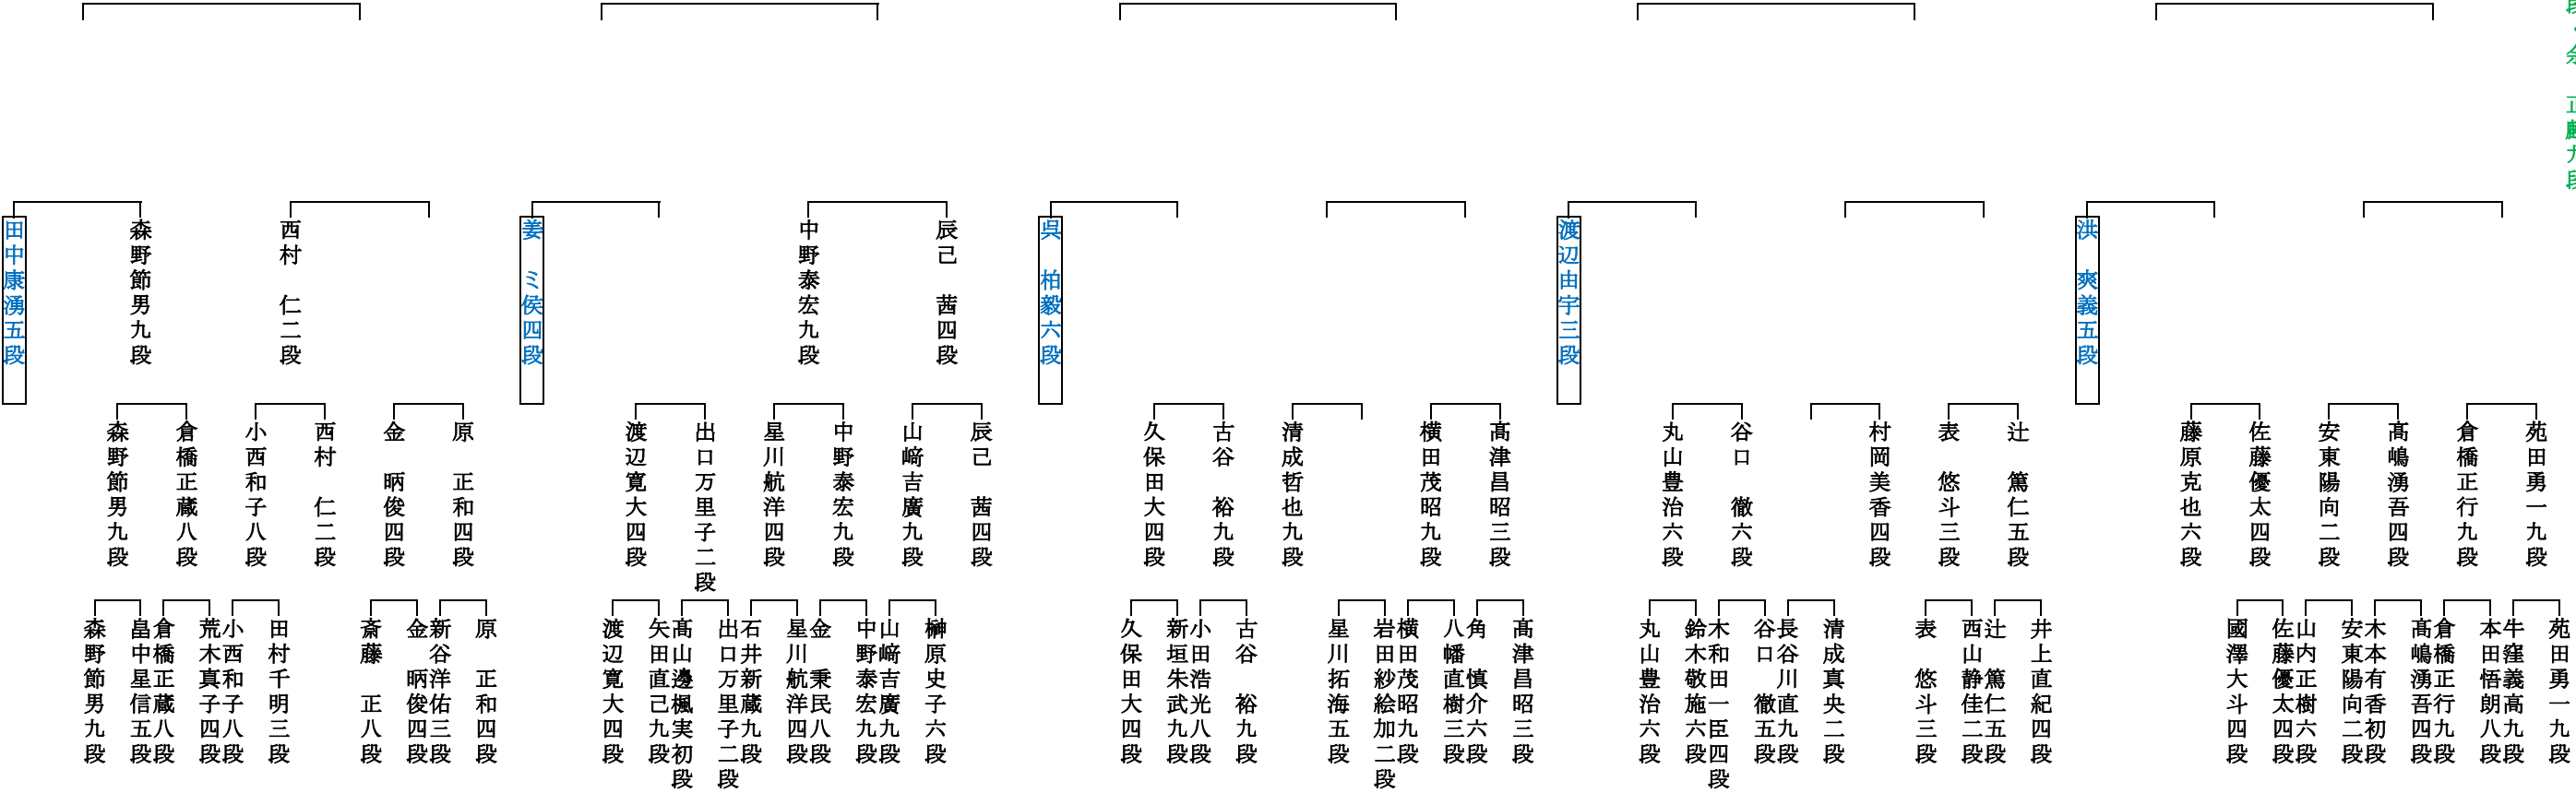 田中康湧五段
森野節男九段
西村 仁二段
姜 ミ侯四段
中野泰宏九段
辰己 茜四段
呉 柏毅六段
渡辺由宇三段
洪 爽義五段
・余 正麒九段
森野節男九段
倉橋正蔵八段
小西和子八段
西村 仁二段
金 昞俊四段
原 正和四段
渡辺寛大四段
出口万里子二段
星川航洋四段
中野泰宏九段
山﨑吉廣九段
辰己 茜四段
久保田大四段
古谷 裕九段
清成哲也九段
横田茂昭九段
髙津昌昭三段
丸山豊治六段
谷口 徹六段
村岡美香四段
表 悠斗三段
辻 篤仁五段
藤原克也六段
佐藤優太四段
安東陽向二段
髙嶋湧吾四段
倉橋正行九段
苑田勇一九段
森野節男九段
畠中星信五段
倉橋正蔵八段
荒木真子四段
小西和子八段
田村千明三段
斎藤 正八段
金 昞俊四段
新谷洋佑三段
原 正和四段
渡辺寛大四段
矢田直己九段
髙山邊楓実初段
出口万里子二段
石井新蔵九段
星川航洋四段
金 秉民八段
中野泰宏九段
山﨑吉廣九段
榊原史子六段
久保田大四段
新垣朱武九段
小田浩光八段
古谷 裕九段
星川拓海五段
岩田紗絵加二段
横田茂昭九段
八幡直樹三段
角 慎介六段
髙津昌昭三段
丸山豊治六段
鈴木敬施六段
木和田一臣四段
谷口 徹五段
長谷川直九段
清成真央二段
表 悠斗三段
西山静佳二段
辻 篤仁五段
井上直紀四段
國澤大斗四段
佐藤優太四段
山内正樹六段
安東陽向二段
木本有香初段
髙嶋湧吾四段
倉橋正行九段
本田悟朗八段
牛窪義高九段
苑田勇一九段